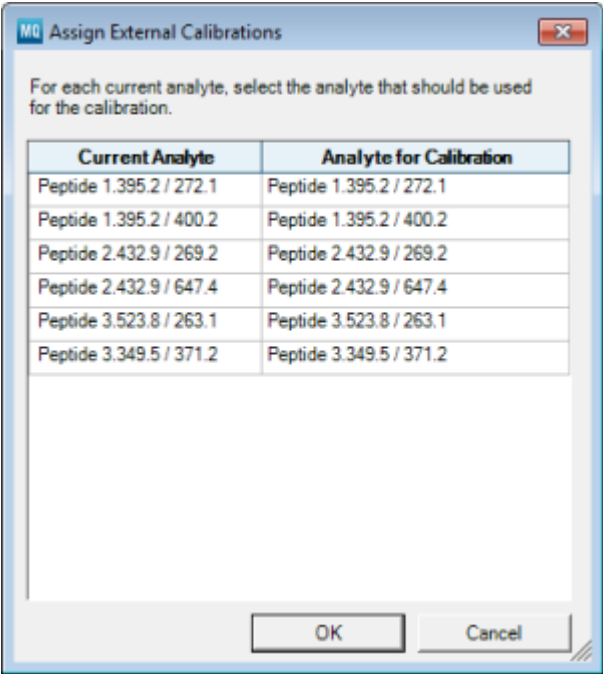 MQ Assign External Calibrations
For each current analyte, select the analyte that should be used
for the calibration.
Current Analyte Analyte for Calibration
Peptide 1.395.2 / 272.1 Peptide 1.395.2 / 272.1
Peptide 1.395.2 / 400.2 Peptide 1.395.2 / 400.2
Peptide 2.432.9 / 269.2 Peptide 2.432.9 / 269.2
Peptide 2.432.9 / 647.4 Peptide 2.432.9 / 647.4
Peptide 3.523.8 / 263.1 Peptide 3.523.8 / 263.1
Peptide 3.349.5 / 371.2 Peptide 3.349.5 / 371.2
OK Cancel